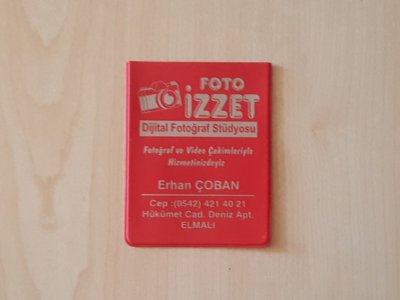 FOTO
İZZET
Dijital Fotoğraf Stüdyosu
Fotoğraf ve Video Çekimleriyle
Hizmetinizdeyiz
Erhan ÇOBAN
Cep :(0542) 421 40 21
Hükümet Cad. Deniz Apt.
ELMALI